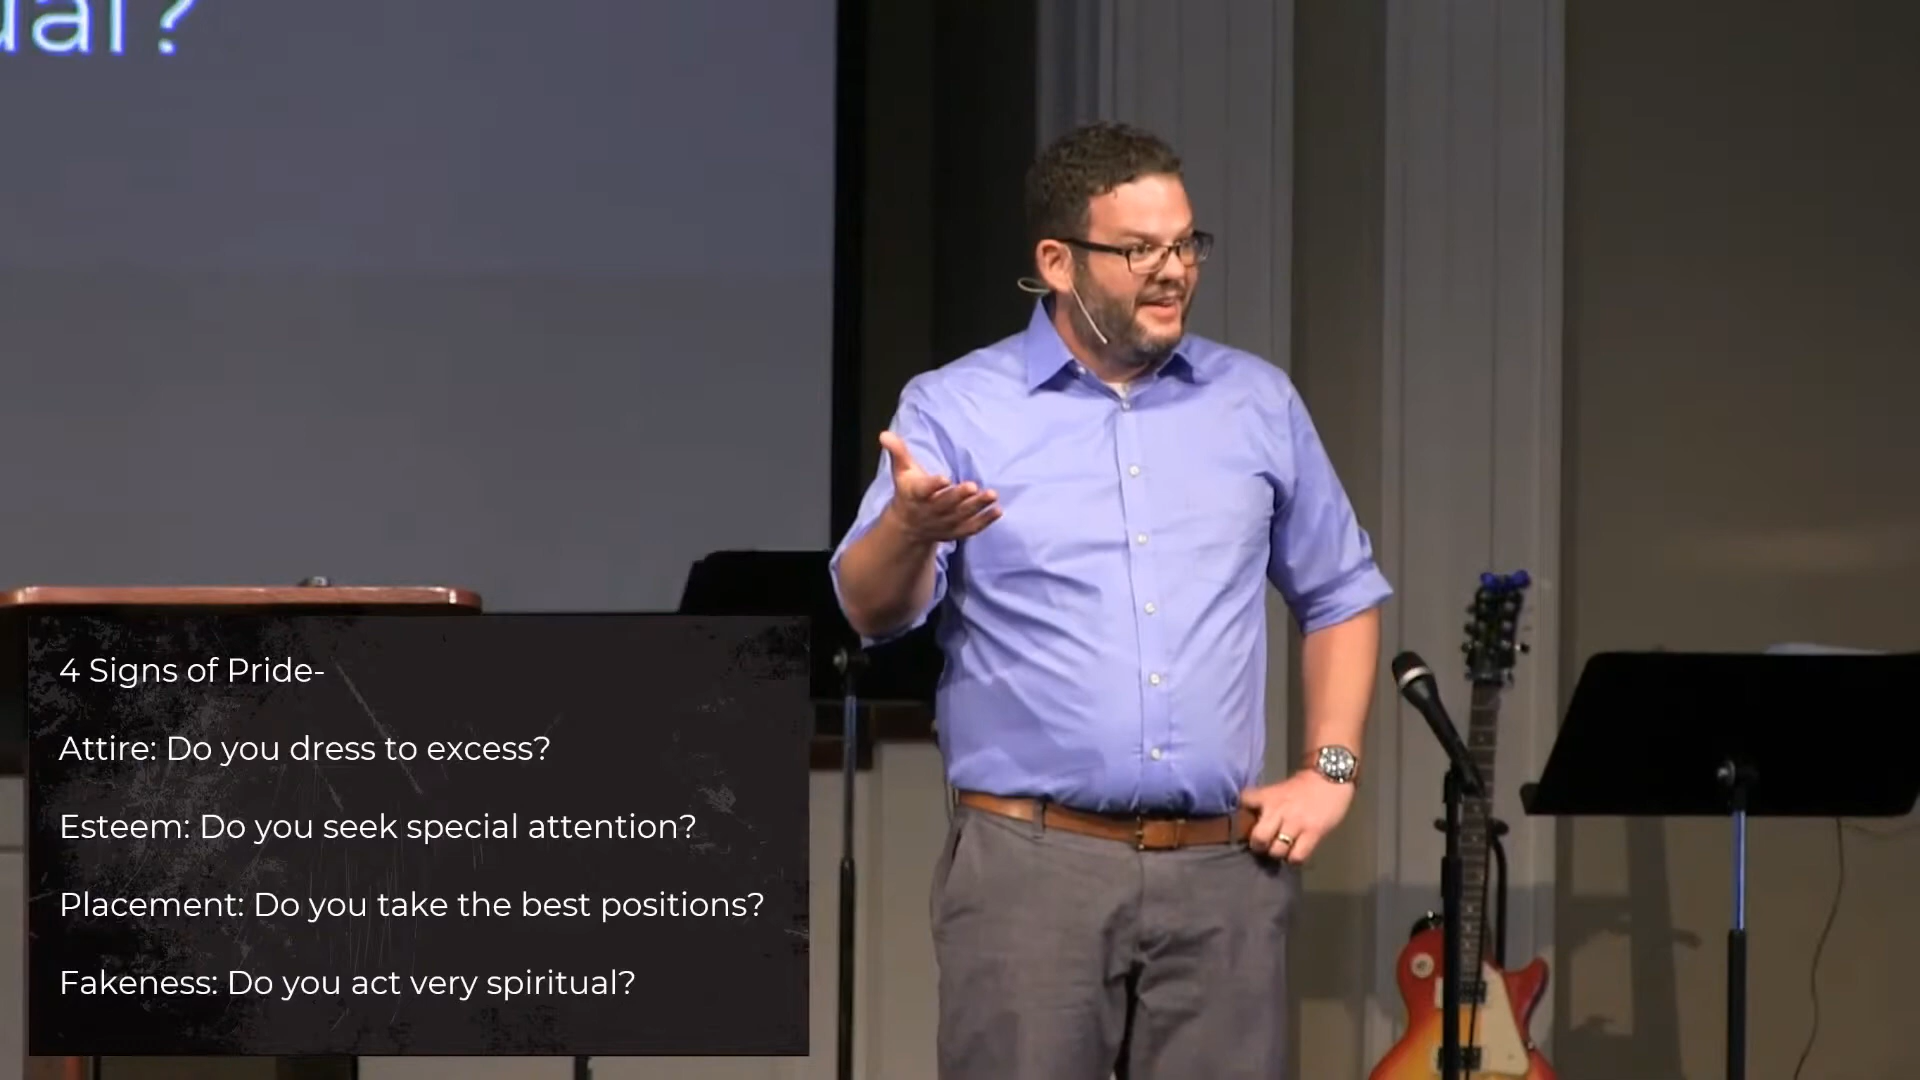 ual?
4 Signs of Pride-
Attire: Do you dress to excess?
Esteem: Do you seek special attention?
Placement: Do you take the best positions?
Fakeness: Do you act very spiritual?